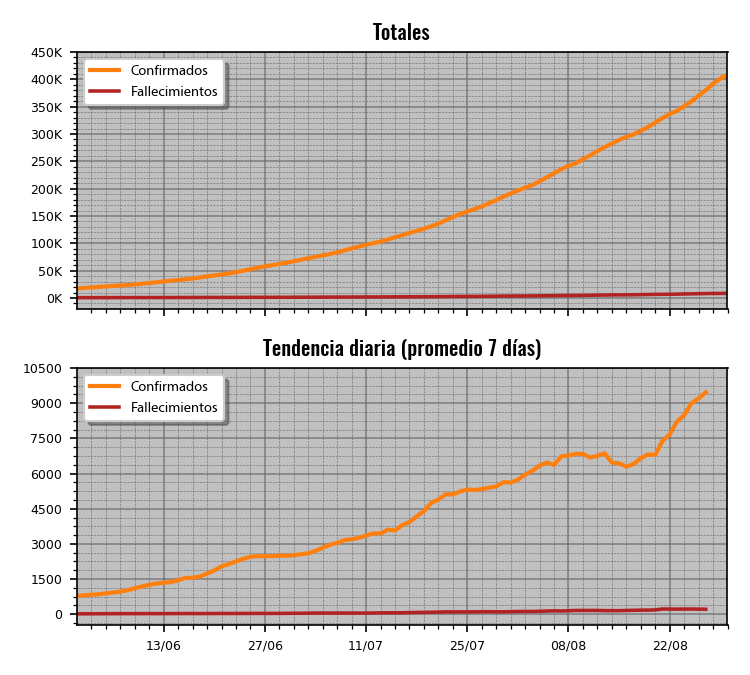 Totales
450K
400K
350K
300K
250K
200K
150K
100K
50K
0K
Confirmados
Fallecimientos
Tendencia diaria (promedio 7 días)
10500
9000
7500
6000
4500
3000
1500
0
Confirmados
Fallecimientos
13/06 27/06 11/07 25/07 08/08 22/08